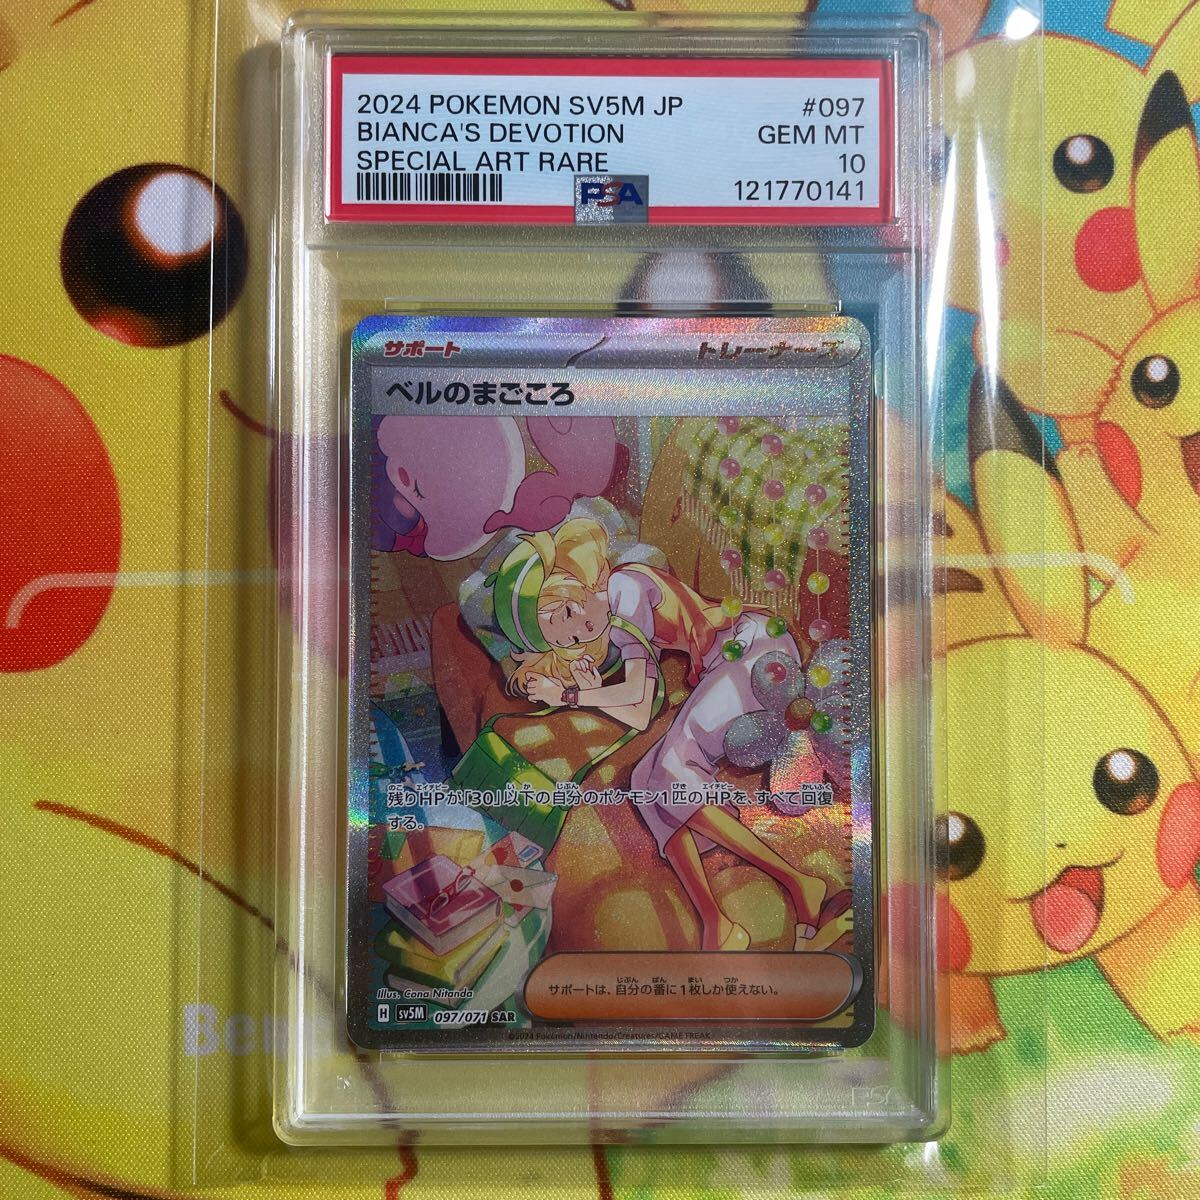 2024 POKEMON SV5M JP #097
BIANCA'S DEVOTION GEM MT
SPECIAL ART RARE 10
PSA 121770141
サポート トレーナーズ
ベルのまごころ
残りHPが「30」以下の自分のポケモン1匹のHPを、すべて回復
する。
サポートは、自分の番に1枚しか使えない。
Illus. Cona Nitanda
H sv5M 097/071 SAR
©2024 Pokémon/Nintendo/Creatures/GAME FREAK
PSA